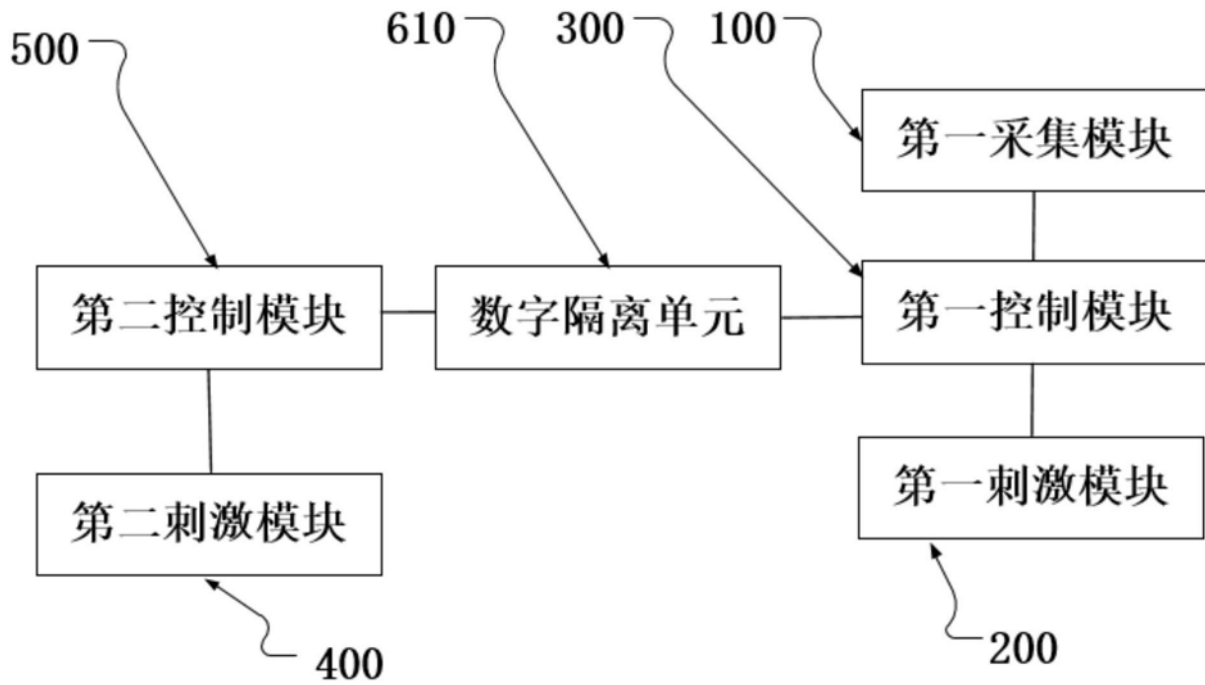 500
610
300
100
第一采集模块
第二控制模块
数字隔离单元
第一控制模块
第二刺激模块
第一刺激模块
400
200